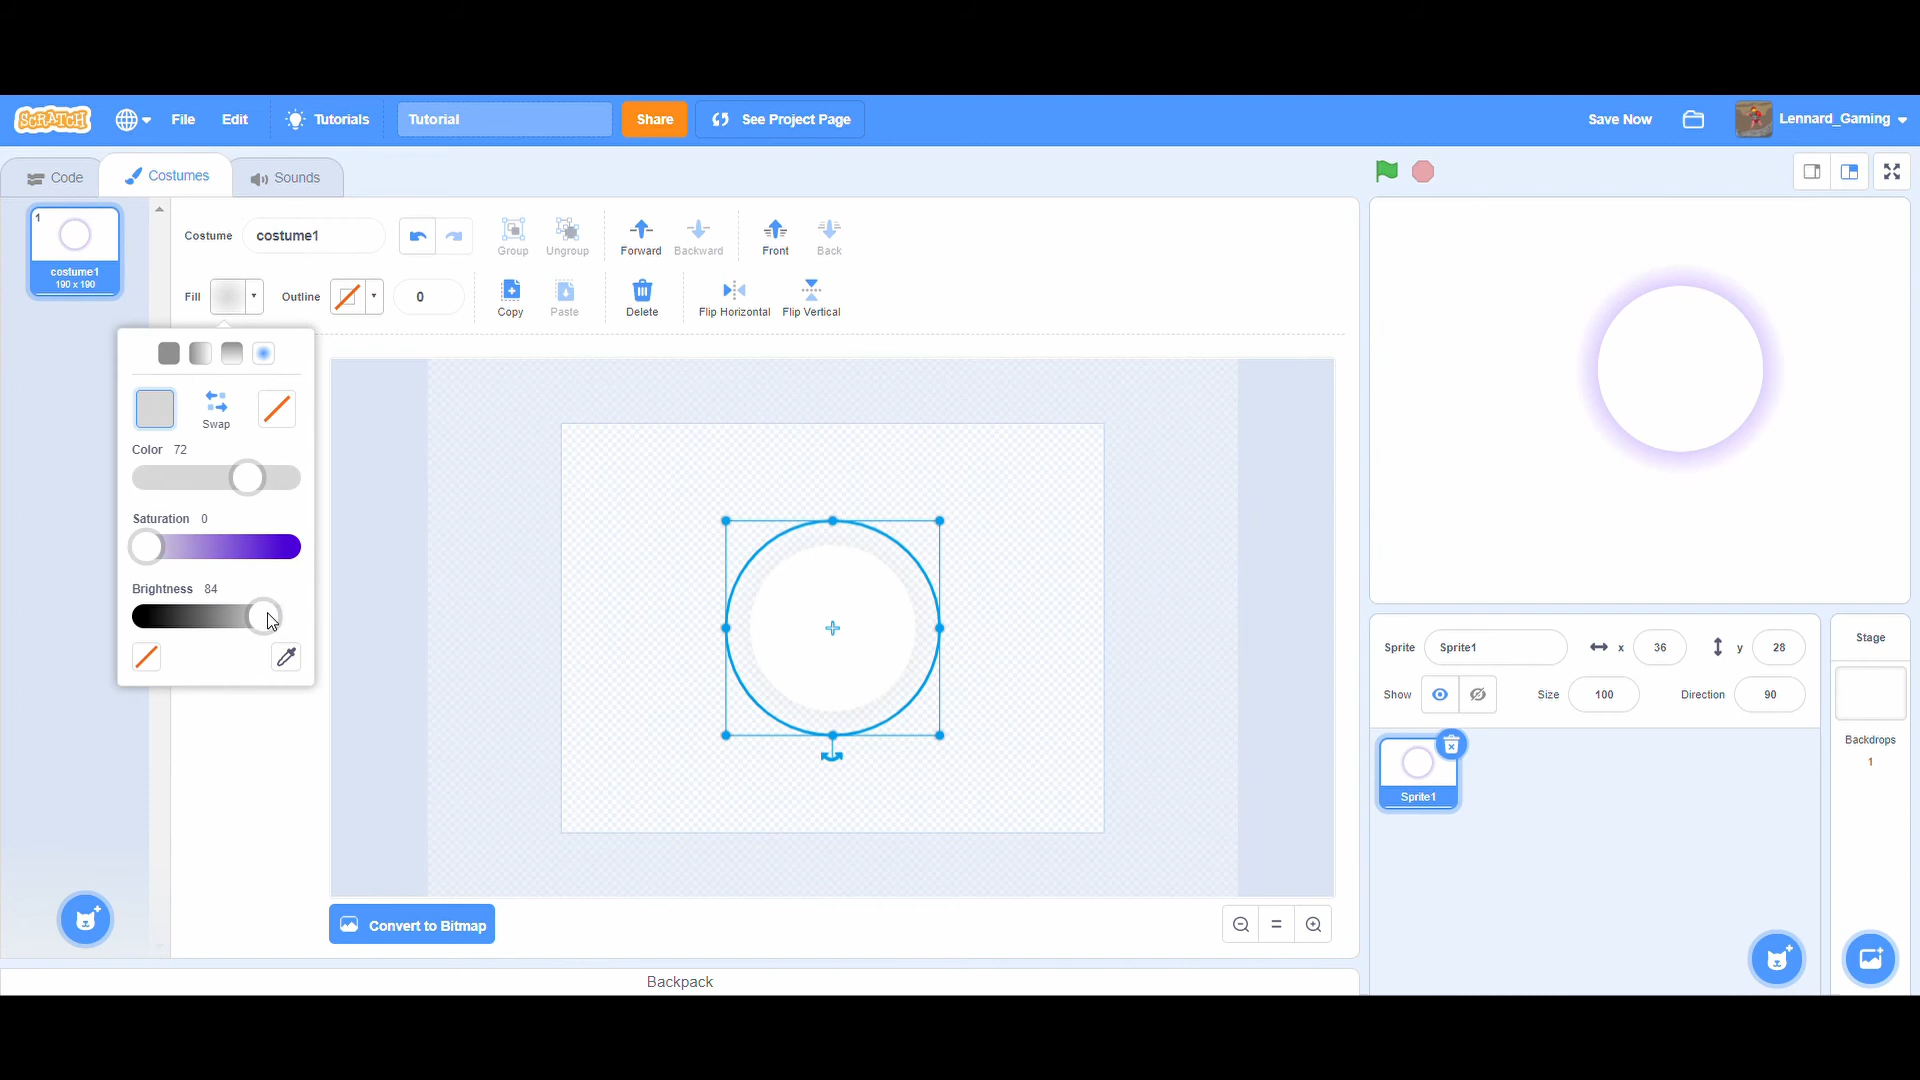 SCRATCH File Edit Tutorials Tutorial Share See Project Page Save Now Lennard_Gaming
Code Costumes Sounds
1
costume1
190 x 190
Costume costume1 Group Ungroup Forward Backward Front Back
Fill Outline 0 Copy Paste Delete Flip Horizontal Flip Vertical
Swap
Color 72
Saturation 0
Brightness 84
Convert to Bitmap
Backpack
Sprite Sprite1 x 36 y 28
Show Size 100 Direction 90
Sprite1
Stage
Backdrops
1